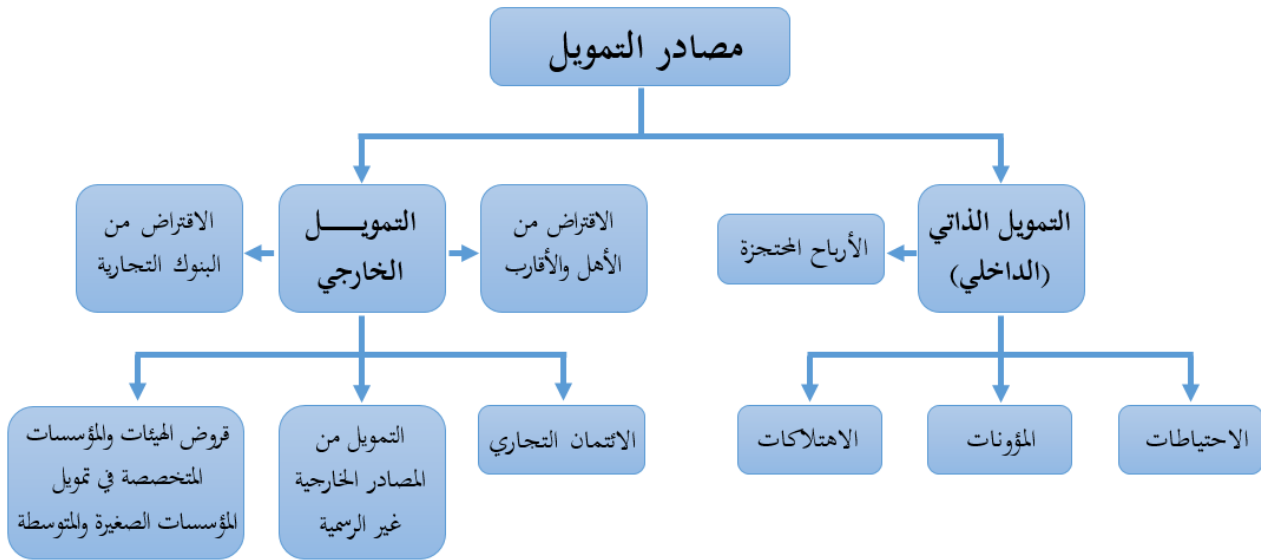 مصادر التمويل
التمويل الذاتي
(الداخلي)
الأرباح المحتجزة
الاقتراض من
الأهل والأقارب
التمويـــــل
الخارجي
الاقتراض من
البنوك التجارية
الاحتياطات
المؤونات
الاهتلاكات
الائتمان التجاري
التمويل من
المصادر الخارجية
غير الرسمية
قروض الهيئات والمؤسسات
المتخصصة في تمويل
المؤسسات الصغيرة والمتوسطة